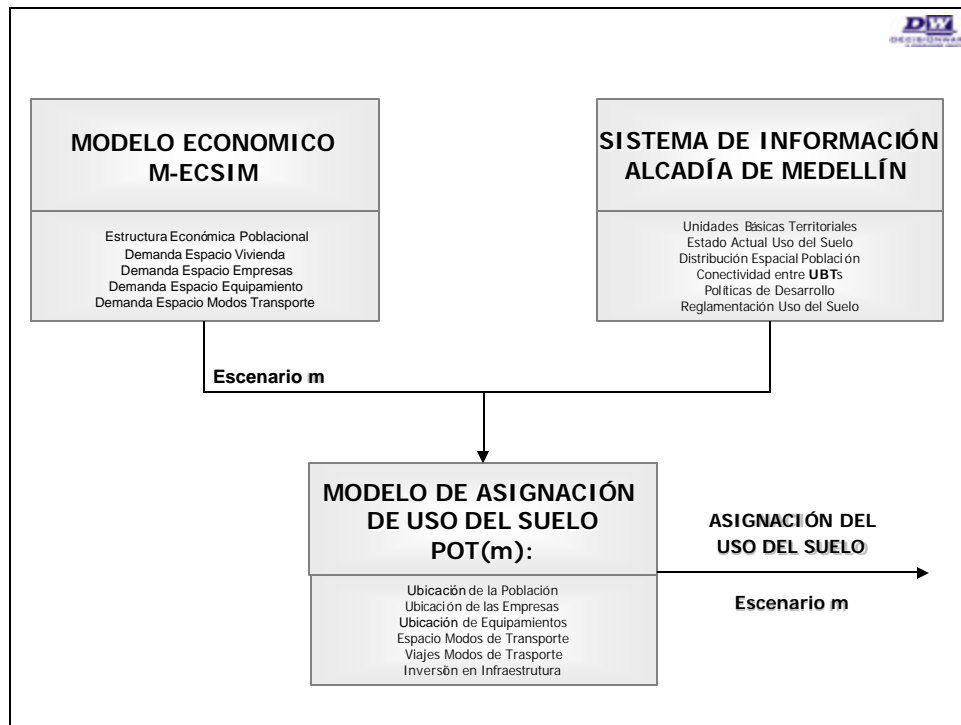 DW
DECISIONWAR
MODELO ECONOMICO
M-ECSIM
Estructura Económica Poblacional
Demanda Espacio Vivienda
Demanda Espacio Empresas
Demanda Espacio Equipamiento
Demanda Espacio Modos Transporte
SISTEMA DE INFORMACIÓN
ALCADÍA DE MEDELLÍN
Unidades Básicas Territoriales
Estado Actual Uso del Suelo
Distribución Espacial Población
Conectividad entre UBTs
Políticas de Desarrollo
Reglamentación Uso del Suelo
Escenario m
MODELO DE ASIGNACIÓN
DE USO DEL SUELO
POT(m):
Ubicación de la Población
Ubicación de las Empresas
Ubicación de Equipamientos
Espacio Modos de Transporte
Viajes Modos de Trasporte
Inversión en Infraestrutura
ASIGNACIÓN DEL
USO DEL SUELO
Escenario m